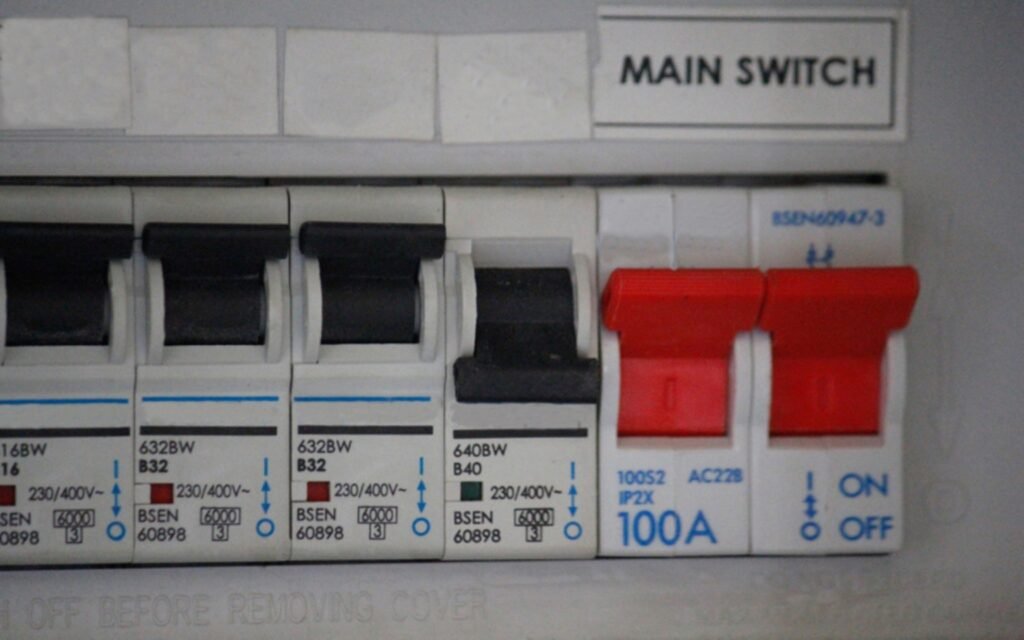 MAIN SWITCH
BSEN60947-3
16BW
16
230/400V~
SEN
60898
6000
3
632BW
B32
230/400V~
BSEN
60898
6000
3
632BW
B32
230/400V~
BSEN
60898
6000
3
640BW
B40
230/400V~
BSEN
60898
6000
3
100S2 AC22B
IP2X
100A
I ON
O OFF
H OFF BEFORE REMOVING COVER